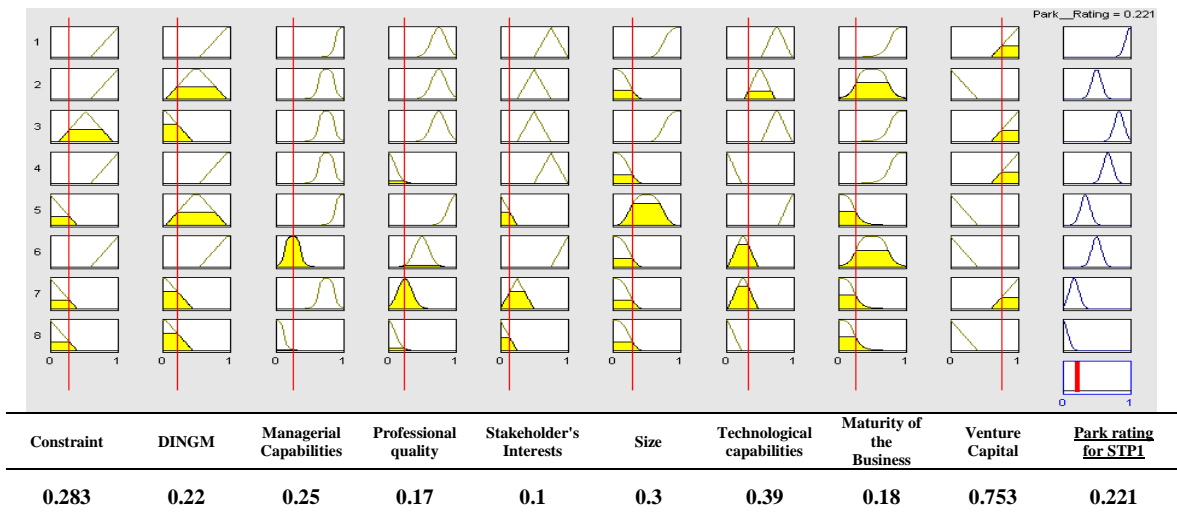 Park__Rating = 0.221
1
2
3
4
5
6
7
8
0 1 0 1 0 1 0 1 0 1 0 1 0 1 0 1 0 1
0 1
Constraint DINGM Managerial Capabilities Professional quality Stakeholder's Interests Size Technological capabilities Maturity of the Business Venture Capital Park rating for STP1
0.283 0.22 0.25 0.17 0.1 0.3 0.39 0.18 0.753 0.221